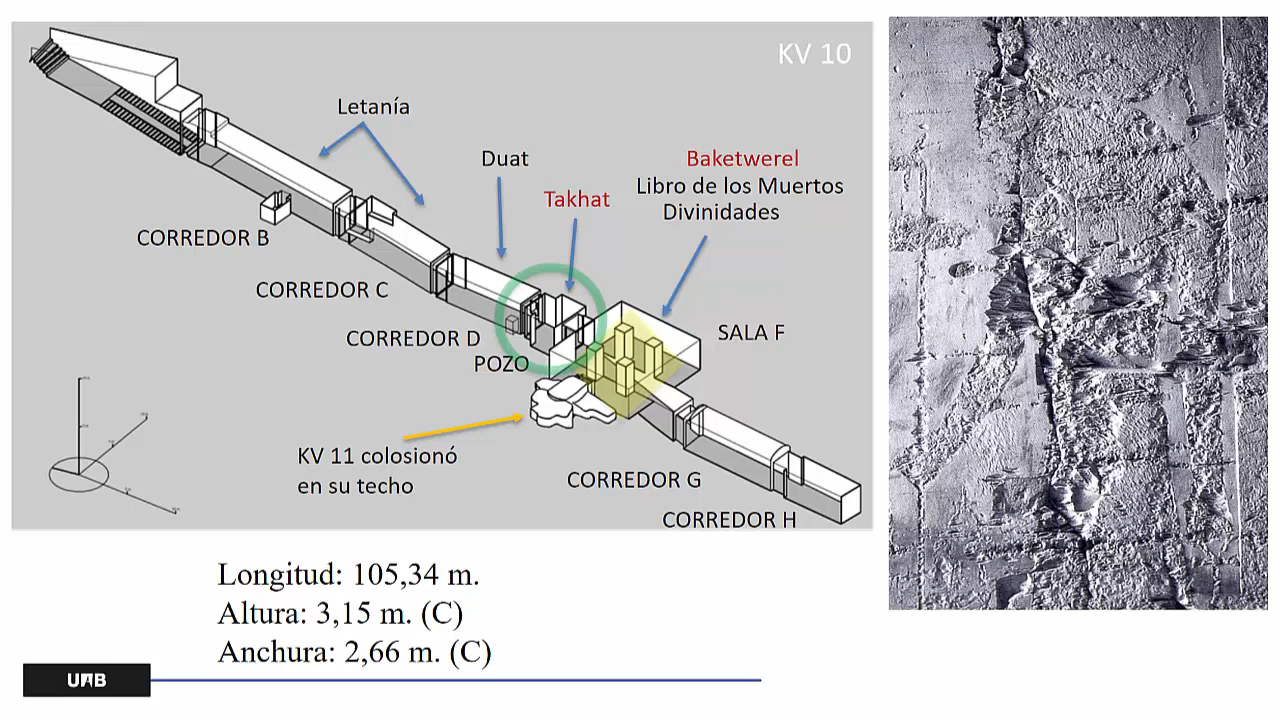 KV 10
Letanía
Duat
Takhat
Baketwerel
Libro de los Muertos
Divinidades
CORREDOR B
CORREDOR C
CORREDOR D
POZO
SALA F
KV 11 colosionó
en su techo
CORREDOR G
CORREDOR H
Longitud: 105,34 m.
Altura: 3,15 m. (C)
Anchura: 2,66 m. (C)
UAB